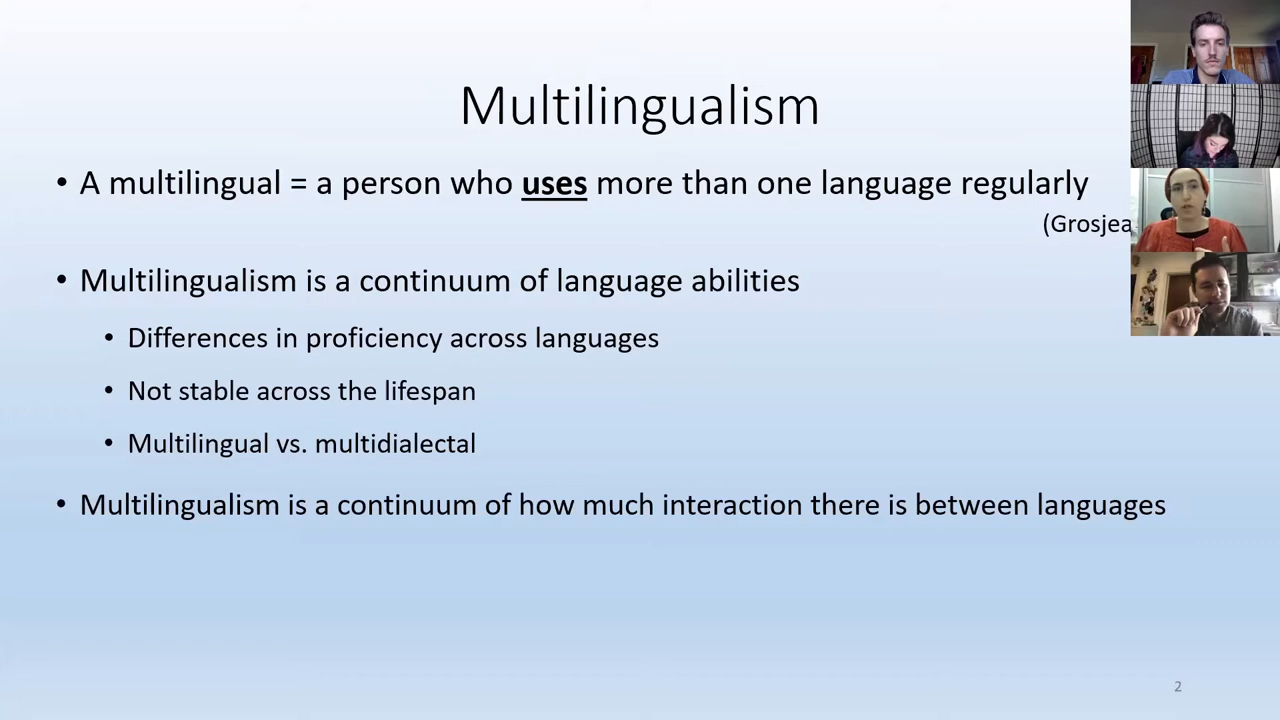 Multilingualism
• A multilingual = a person who uses more than one language regularly
(Grosjea
• Multilingualism is a continuum of language abilities
• Differences in proficiency across languages
• Not stable across the lifespan
• Multilingual vs. multidialectal
• Multilingualism is a continuum of how much interaction there is between languages
2